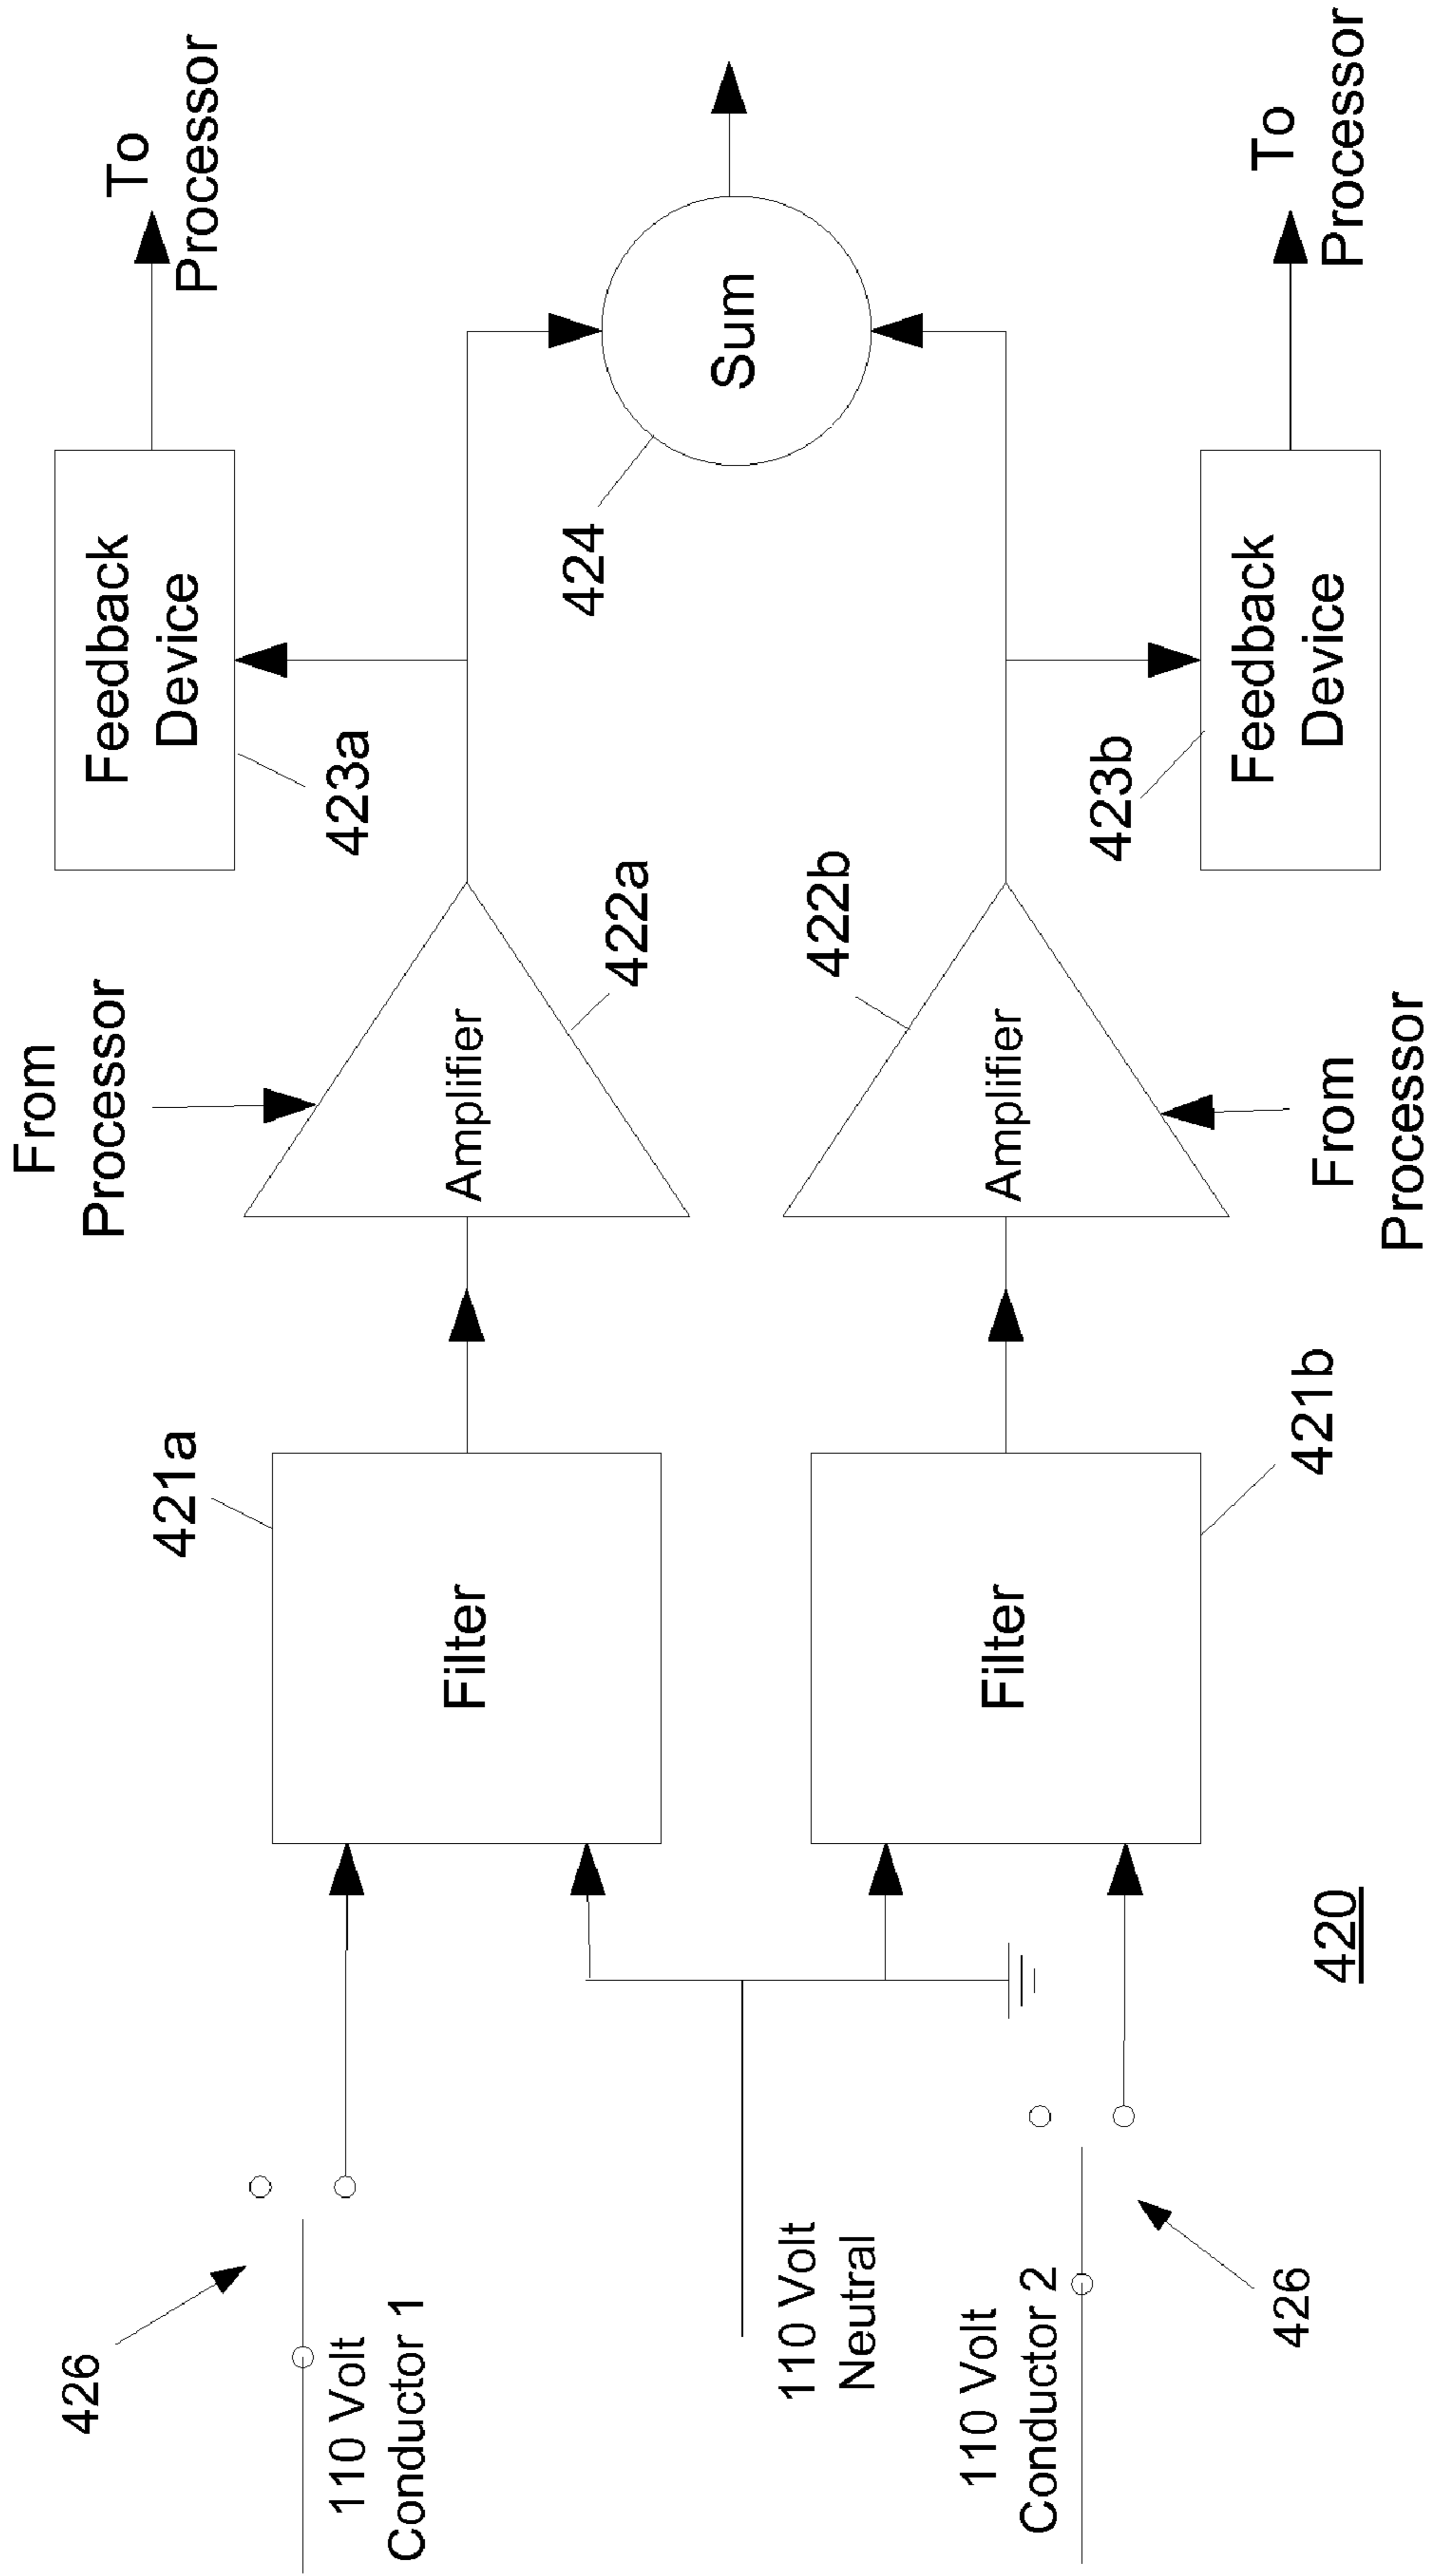 426
110 Volt
Conductor 1
110 Volt
Neutral
110 Volt
Conductor 2
426
420
421a
Filter
Filter
421b
From
Processor
Amplifier
422a
422b
Amplifier
From
Processor
Feedback
Device
423a
To
Processor
424
Sum
423b
Feedback
Device
To
Processor